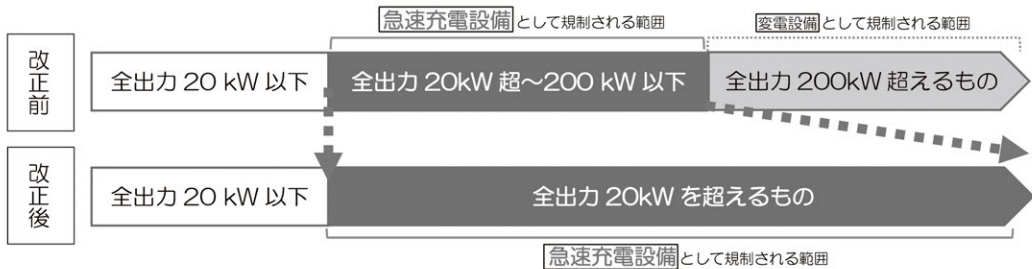 急速充電設備として規制される範囲
変電設備として規制される範囲
改正前
全出力 20 kW 以下
全出力 20kW 超~200 kW 以下
全出力 200kW 超えるもの
改正後
全出力 20 kW 以下
全出力 20kW を超えるもの
急速充電設備として規制される範囲